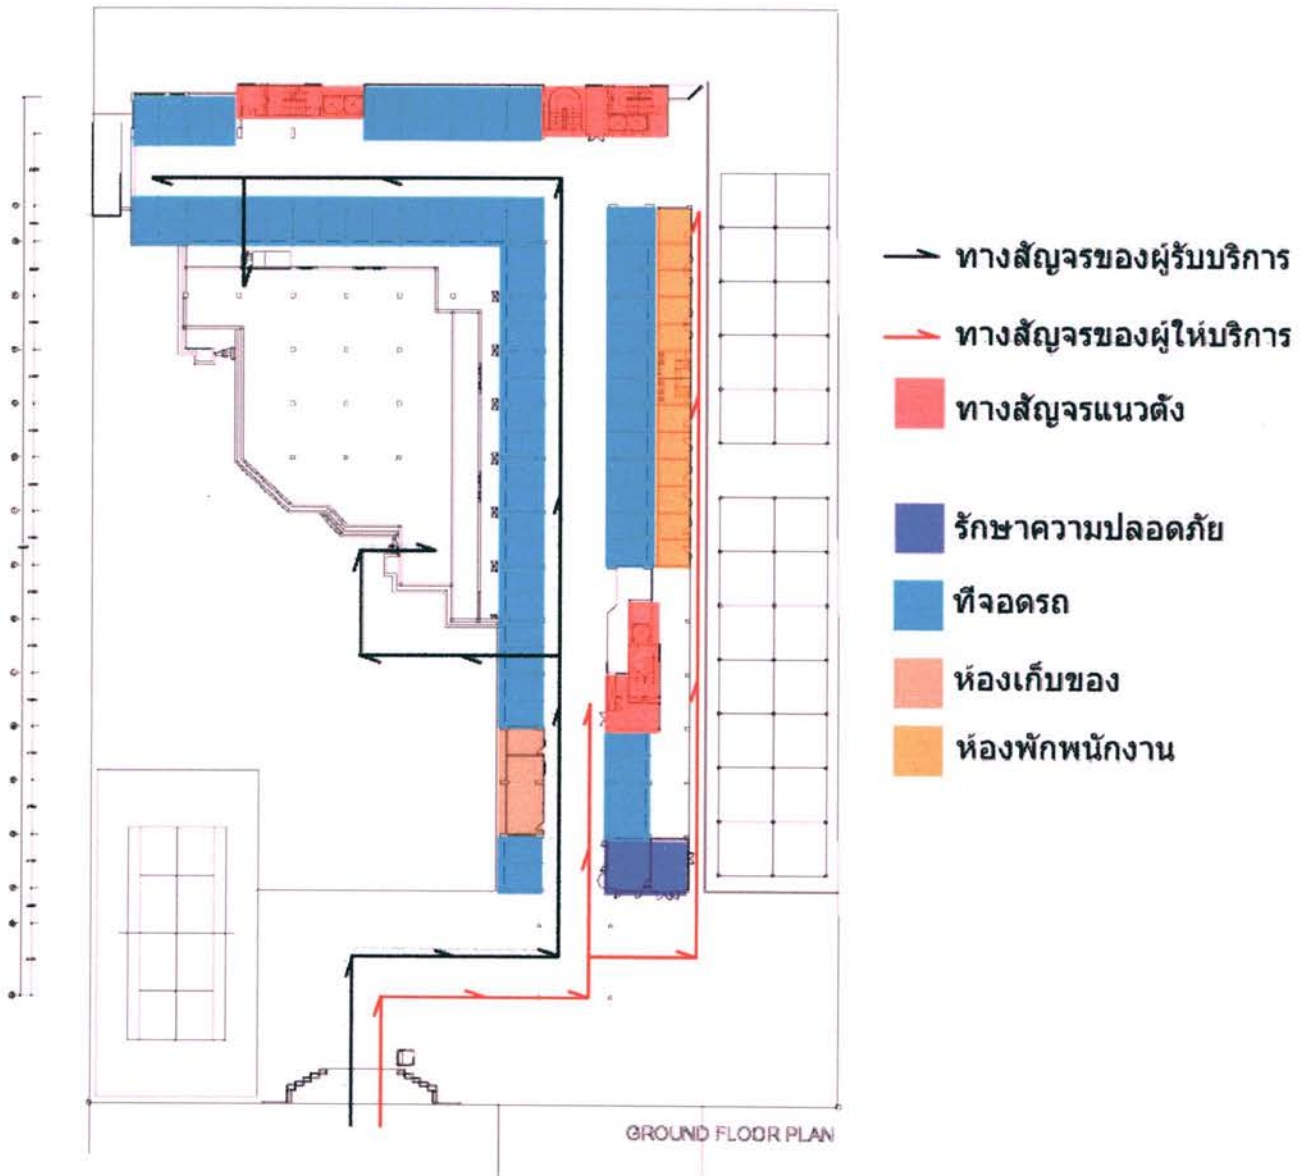 ทางสัญจรของผู้รับบริการ
ทางสัญจรของผู้ให้บริการ
ทางสัญจรแนวตั้ง
รักษาความปลอดภัย
ที่จอดรถ
ห้องเก็บของ
ห้องพักพนักงาน
GROUND FLOOR PLAN